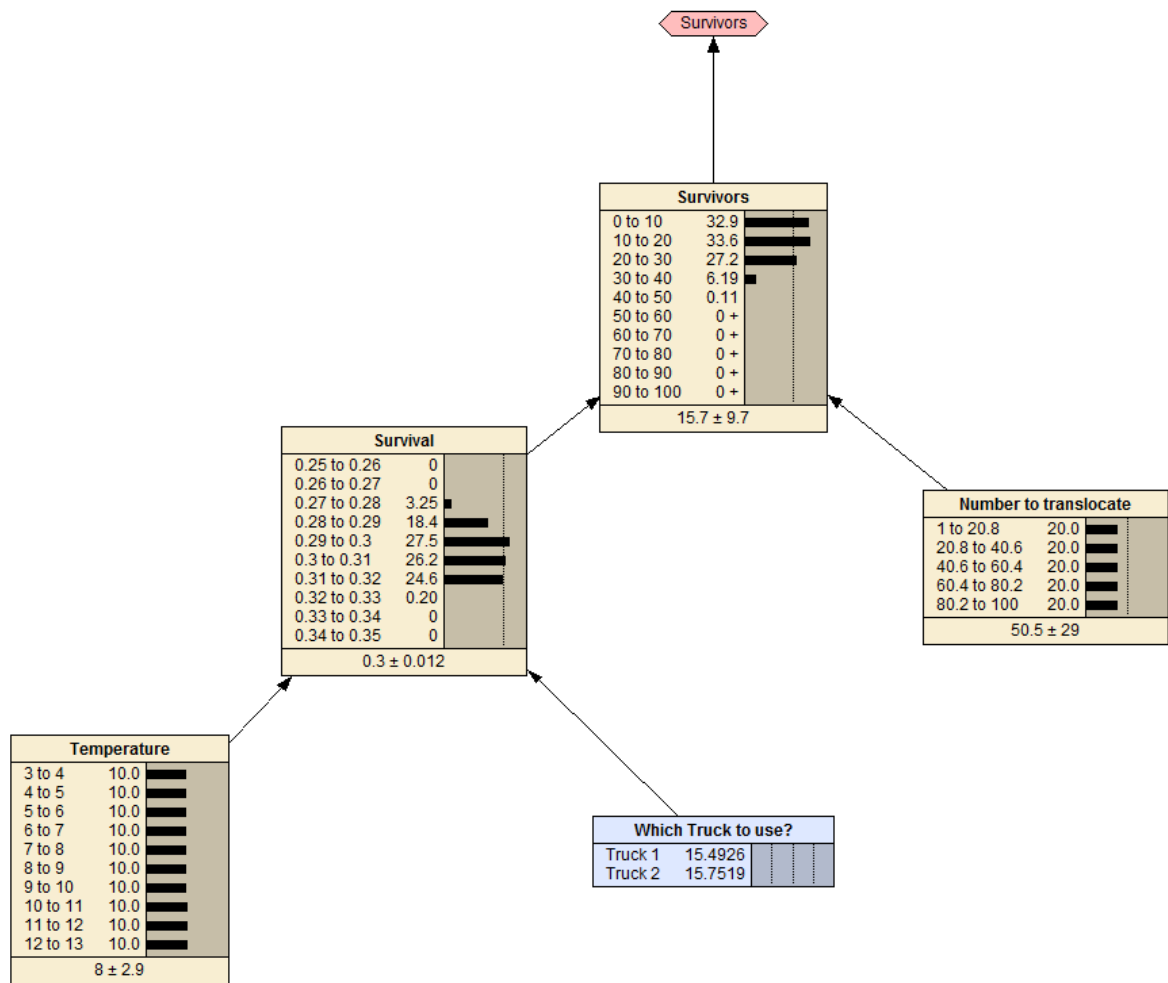 Survivors
Survivors
0 to 10 32.9
10 to 20 33.6
20 to 30 27.2
30 to 40 6.19
40 to 50 0.11
50 to 60 0 +
60 to 70 0 +
70 to 80 0 +
80 to 90 0 +
90 to 100 0 +
15.7 ± 9.7
Survival
0.25 to 0.26 0
0.26 to 0.27 0
0.27 to 0.28 3.25
0.28 to 0.29 18.4
0.29 to 0.3 27.5
0.3 to 0.31 26.2
0.31 to 0.32 24.6
0.32 to 0.33 0.20
0.33 to 0.34 0
0.34 to 0.35 0
0.3 ± 0.012
Number to translocate
1 to 20.8 20.0
20.8 to 40.6 20.0
40.6 to 60.4 20.0
60.4 to 80.2 20.0
80.2 to 100 20.0
50.5 ± 29
Temperature
3 to 4 10.0
4 to 5 10.0
5 to 6 10.0
6 to 7 10.0
7 to 8 10.0
8 to 9 10.0
9 to 10 10.0
10 to 11 10.0
11 to 12 10.0
12 to 13 10.0
8 ± 2.9
Which Truck to use?
Truck 1 15.4926
Truck 2 15.7519